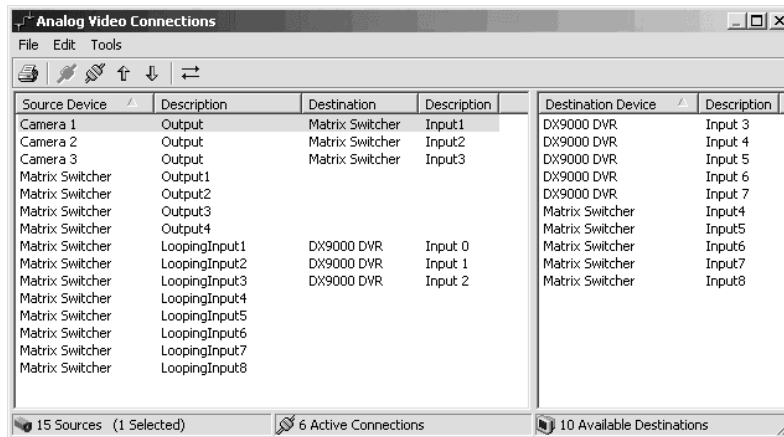 Analog Video Connections
File Edit Tools
Source Device Description Destination Description
Camera 1 Output Matrix Switcher Input1
Camera 2 Output Matrix Switcher Input2
Camera 3 Output Matrix Switcher Input3
Matrix Switcher Output1
Matrix Switcher Output2
Matrix Switcher Output3
Matrix Switcher Output4
Matrix Switcher LoopingInput1 DX9000 DVR Input 0
Matrix Switcher LoopingInput2 DX9000 DVR Input 1
Matrix Switcher LoopingInput3 DX9000 DVR Input 2
Matrix Switcher LoopingInput4
Matrix Switcher LoopingInput5
Matrix Switcher LoopingInput6
Matrix Switcher LoopingInput7
Matrix Switcher LoopingInput8
Destination Device Description
DX9000 DVR Input 3
DX9000 DVR Input 4
DX9000 DVR Input 5
DX9000 DVR Input 6
DX9000 DVR Input 7
Matrix Switcher Input4
Matrix Switcher Input5
Matrix Switcher Input6
Matrix Switcher Input7
Matrix Switcher Input8
15 Sources (1 Selected) 6 Active Connections 10 Available Destinations